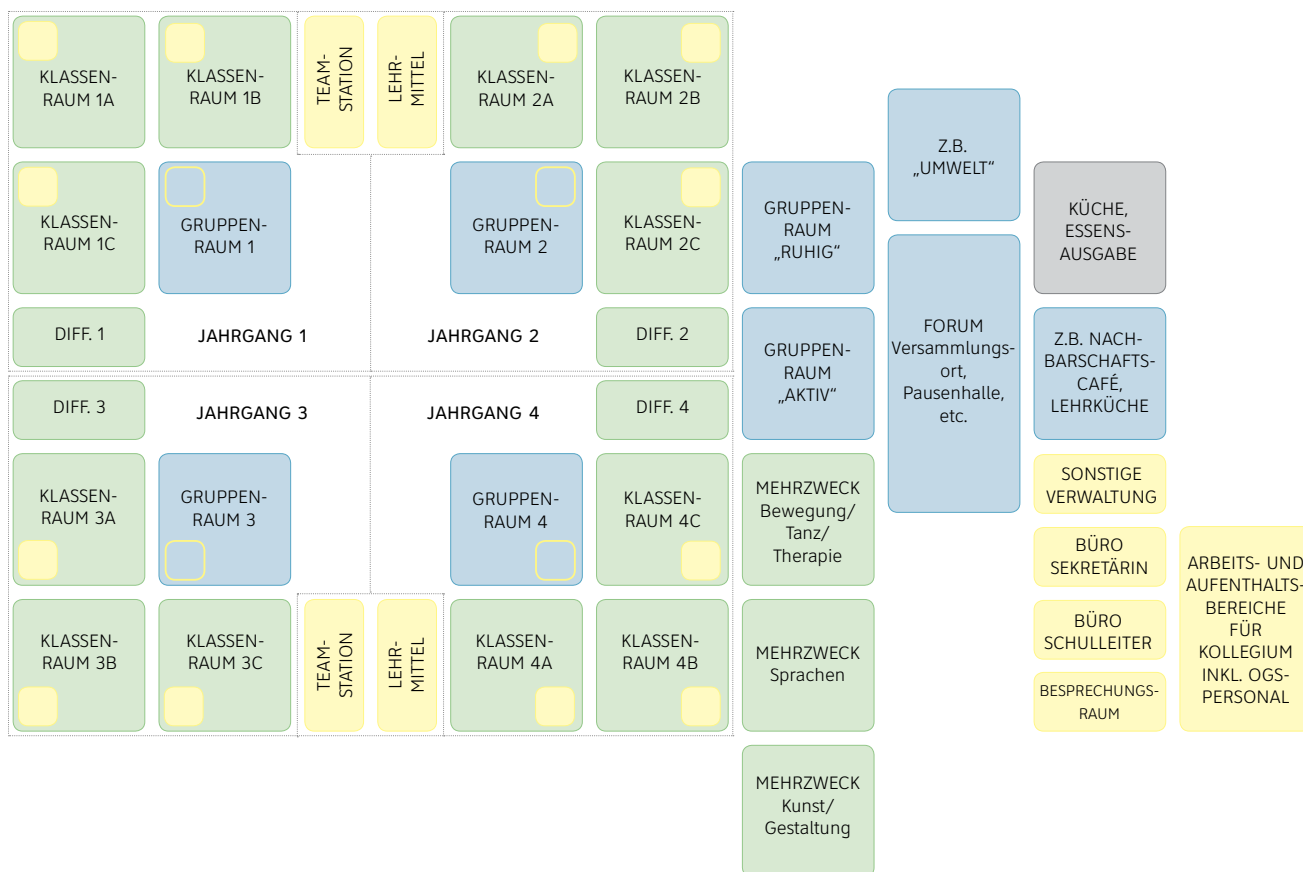 KLASSEN-
RAUM 1A
KLASSEN-
RAUM 1B
TEAM-
STATION
LEHR-
MITTEL
KLASSEN-
RAUM 2A
KLASSEN-
RAUM 2B
KLASSEN-
RAUM 1C
GRUPPEN-
RAUM 1
GRUPPEN-
RAUM 2
KLASSEN-
RAUM 2C
DIFF. 1
JAHRGANG 1
JAHRGANG 2
DIFF. 2
DIFF. 3
JAHRGANG 3
JAHRGANG 4
DIFF. 4
KLASSEN-
RAUM 3A
GRUPPEN-
RAUM 3
GRUPPEN-
RAUM 4
KLASSEN-
RAUM 4C
KLASSEN-
RAUM 3B
KLASSEN-
RAUM 3C
TEAM-
STATION
LEHR-
MITTEL
KLASSEN-
RAUM 4A
KLASSEN-
RAUM 4B
GRUPPEN-
RAUM
„RUHIG“
GRUPPEN-
RAUM
„AKTIV“
MEHRZWECK
Bewegung/
Tanz/
Therapie
MEHRZWECK
Sprachen
MEHRZWECK
Kunst/
Gestaltung
Z.B.
„UMWELT“
FORUM
Versammlungs-
ort,
Pausenhalle,
etc.
KÜCHE,
ESSENS-
AUSGABE
Z.B. NACH-
BARSCHAFTS-
CAFÉ,
LEHRKÜCHE
SONSTIGE
VERWALTUNG
BÜRO
SEKRETÄRIN
BÜRO
SCHULLEITER
BESPRECHUNGS-
RAUM
ARBEITS- UND
AUFENTHALTS-
BEREICHE
FÜR
KOLLEGIUM
INKL. OGS-
PERSONAL